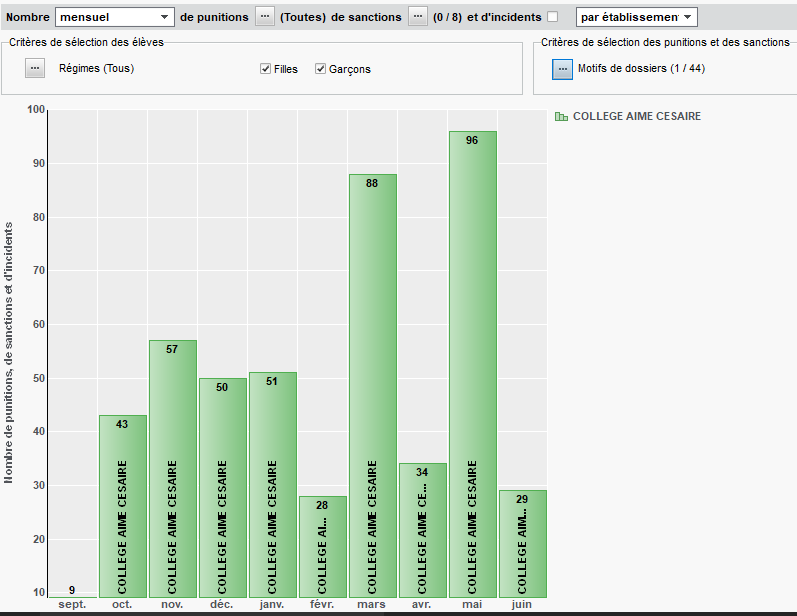 Nombre mensuel de punitions ... (Toutes) de sanctions ... (0 / 8) et d'incidents par établissement
Critères de sélection des élèves
Critères de sélection des punitions et des sanctions
... Régimes (Tous) Filles Garçons
... Motifs de dossiers (1 / 44)
COLLEGE AIME CESAIRE
Nombre de punitions, de sanctions et d'incidents
100
90
80
70
60
50
40
30
20
10
9
43
57
50
51
28
88
34
96
29
COLLEGE AIME CESAIRE
COLLEGE AIME CESAIRE
COLLEGE AIME CESAIRE
COLLEGE AIME CESAIRE
COLLEGE AI...
COLLEGE AIME CESAIRE
COLLEGE AIME CE...
COLLEGE AIME CESAIRE
COLLEGE AIM...
sept. oct. nov. déc. janv. févr. mars avr. mai juin